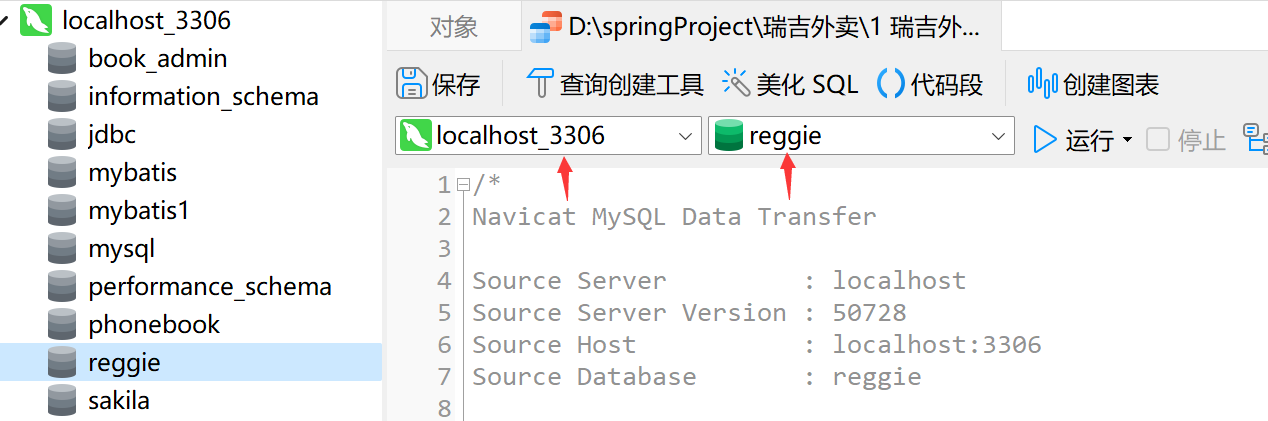 localhost_3306
book_admin
information_schema
jdbc
mybatis
mybatis1
mysql
performance_schema
phonebook
reggie
sakila
对象 D:\springProject\瑞吉外卖\1 瑞吉外...
保存 查询创建工具 美化 SQL 代码段 创建图表
localhost_3306 reggie 运行 停止
1 /*
2 Navicat MySQL Data Transfer
3
4 Source Server : localhost
5 Source Server Version : 50728
6 Source Host : localhost:3306
7 Source Database : reggie
8